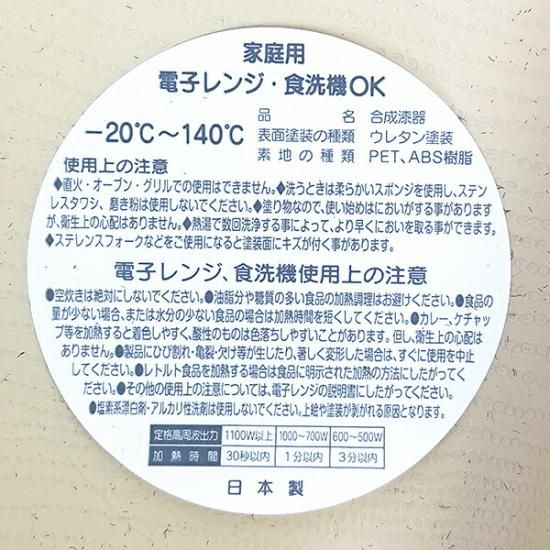 家庭用
電子レンジ・食洗機OK
−20℃〜140℃
品名 合成漆器
表面塗装の種類 ウレタン塗装
素地の種類 PET、ABS樹脂
使用上の注意
◆直火・オーブン・グリルでの使用はできません。◆洗うときは柔らかいスポンジを使用し、ステン
レスタワシ、磨き粉は使用しないでください。◆塗り物なので、使い始めはにおいがする事があります
が、衛生上の心配はありません。◆熱湯で数回洗浄する事によって、より早くにおいを取る事ができます。
◆ステレンスフォークなどをご使用になると塗装面にキズが付く事があります。
電子レンジ、食洗機使用上の注意
●空炊きは絶対にしないでください。●油脂分や糖質の多い食品の加熱調理はお避けください。●食品の
量が少ない場合、または水分の少ない食品の場合は加熱時間を短くしてください。●カレー、ケチャッ
プ等を加熱すると着色しやすく、酸性のものは色落ちしやすいことがあります。但し、衛生上の心配は
ありません。●製品にひび割れ・亀裂・欠け等が生じたり、著しく変形した場合は、すぐに使用を中止
してください。●レトルト食品を加熱する場合は食品に明示された加熱の方法にしたがってくだ
さい。●その他の使用上の注意については、電子レンジの説明書にしたがってください。
●塩素系漂白剤・アルカリ性洗剤は使用しないでください。上絵や塗装が剥がれる原因となります。
定格高周波出力 1100W以上 1000〜700W 600〜500W
加熱時間 30秒以内 1分以内 3分以内
日本製